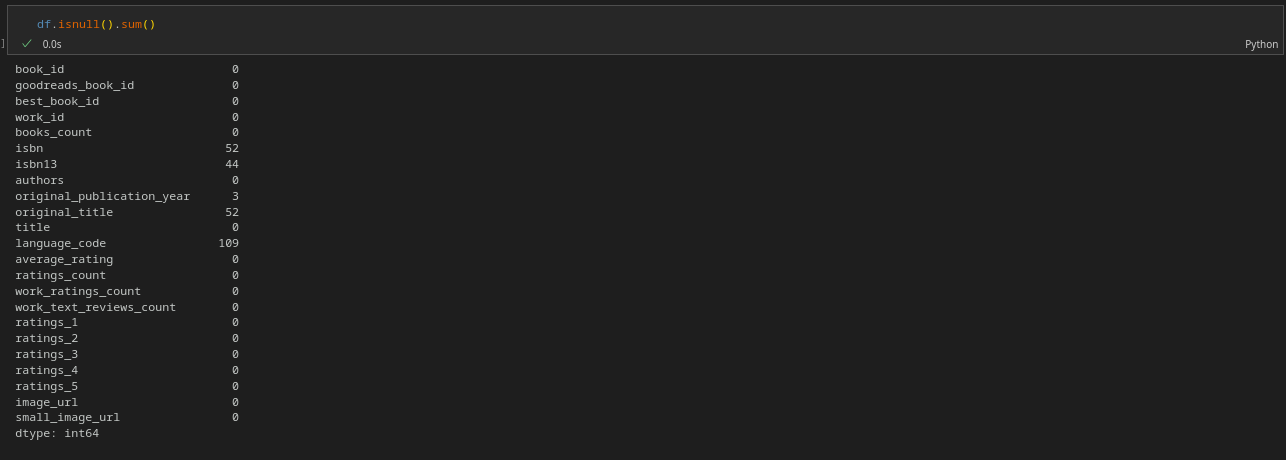 df.isnull().sum()
]
✓ 0.0s
Python
book_id 0
goodreads_book_id 0
best_book_id 0
work_id 0
books_count 0
isbn 52
isbn13 44
authors 0
original_publication_year 3
original_title 52
title 0
language_code 109
average_rating 0
ratings_count 0
work_ratings_count 0
work_text_reviews_count 0
ratings_1 0
ratings_2 0
ratings_3 0
ratings_4 0
ratings_5 0
image_url 0
small_image_url 0
dtype: int64